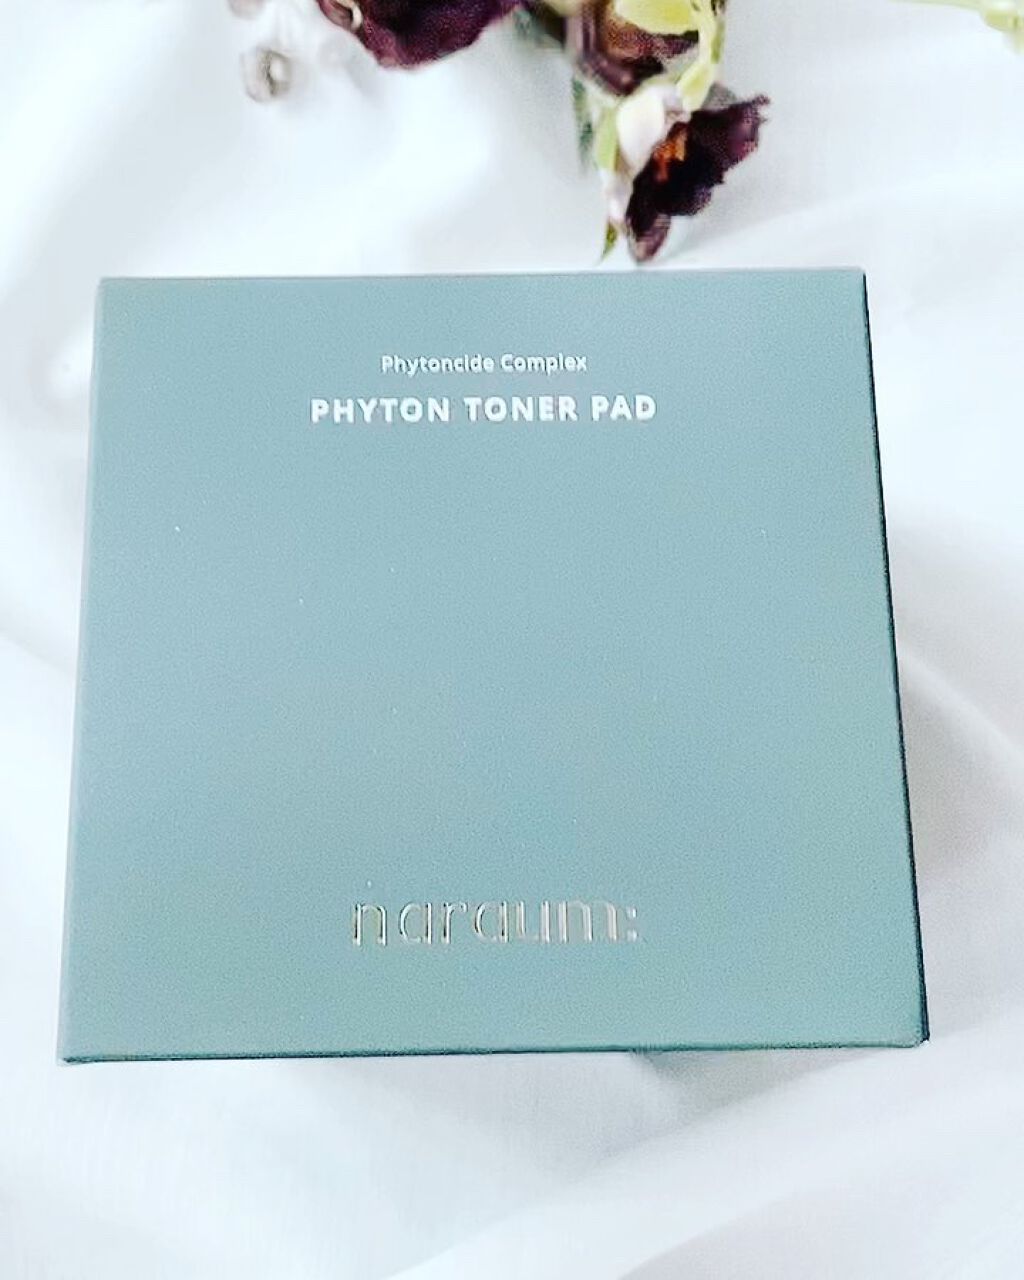 Phytoncide Complex
PHYTON TONER PAD
naraum: